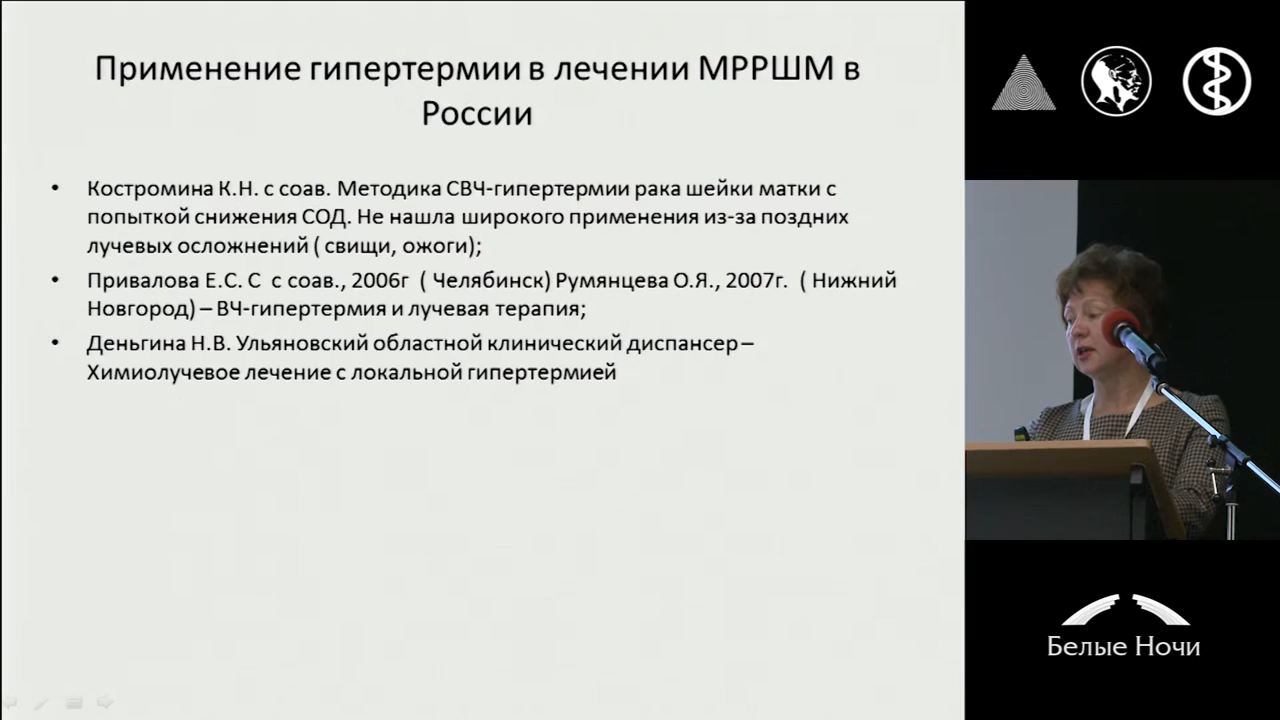 Применение гипертермии в лечении МРРШМ в
России
• Костромина К.Н. с соав. Методика СВЧ-гипертермии рака шейки матки с
попыткой снижения СОД. Не нашла широкого применения из-за поздних
лучевых осложнений ( свищи, ожоги);
• Привалова Е.С. С с соав., 2006г ( Челябинск) Румянцева О.Я., 2007г. ( Нижний
Новгород) – ВЧ-гипертермия и лучевая терапия;
• Деньгина Н.В. Ульяновский областной клинический диспансер –
Химиолучевое лечение с локальной гипертермией
Белые Ночи